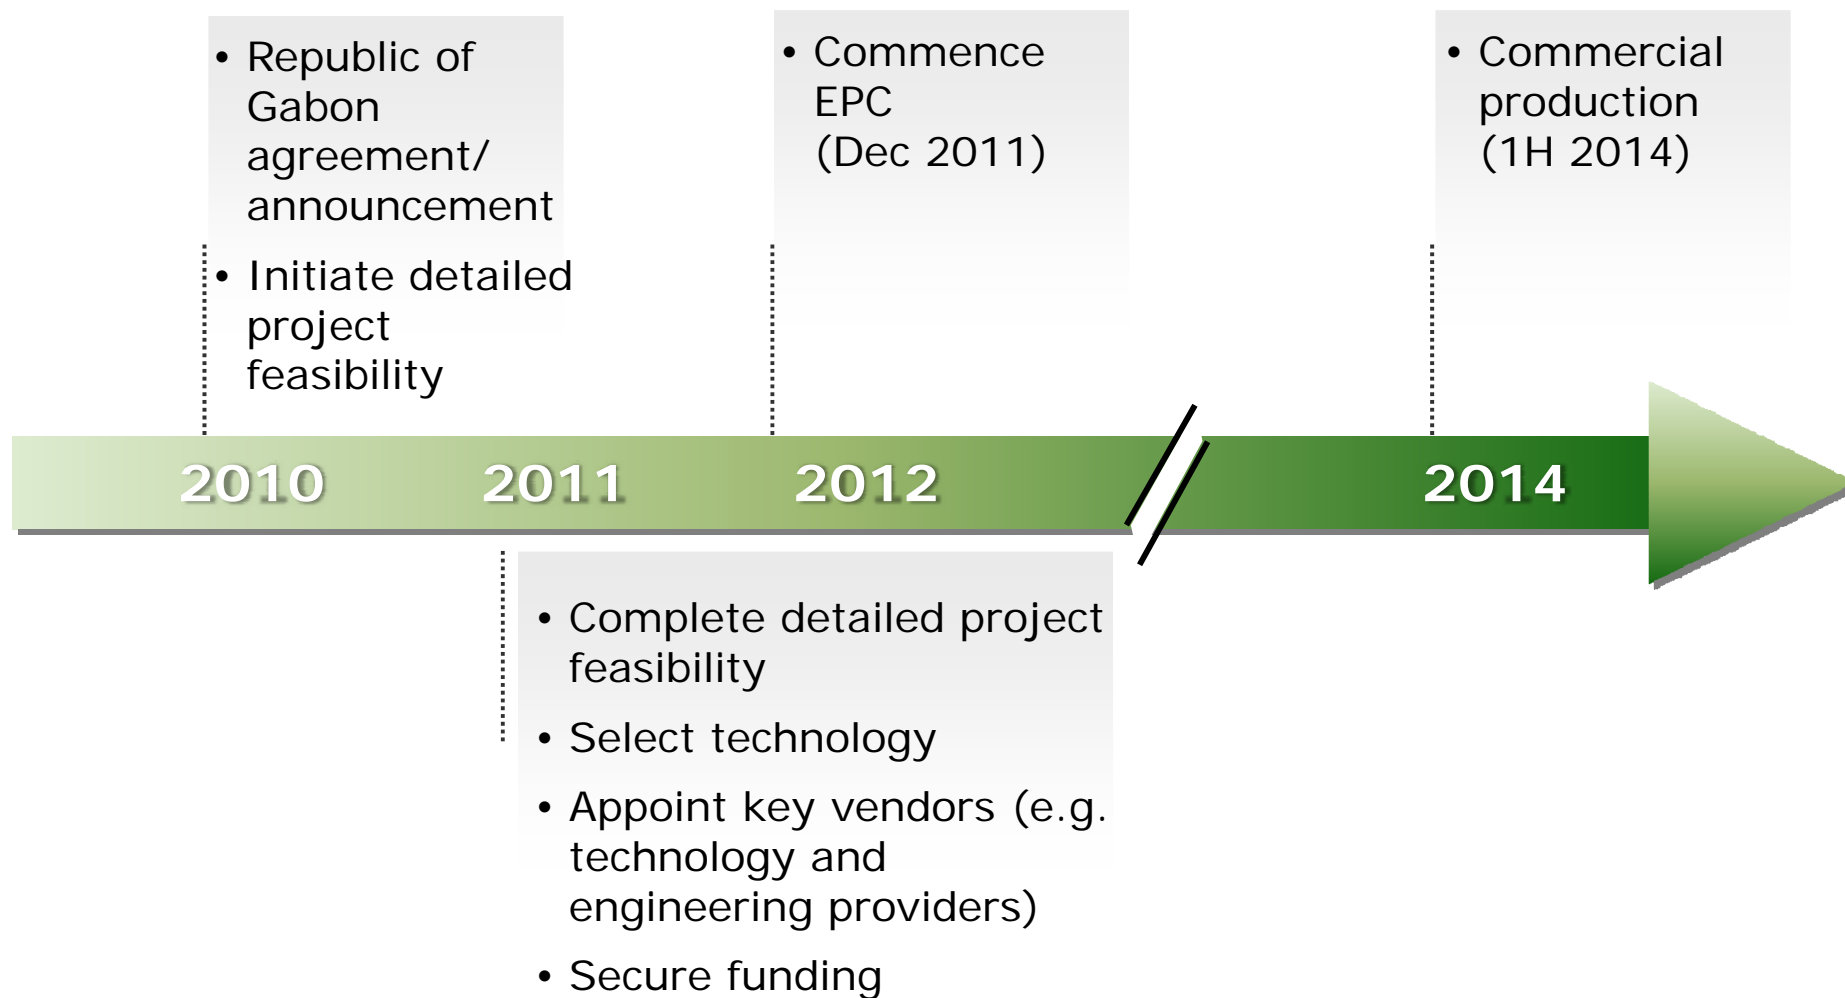 • Republic of
Gabon
agreement/
announcement
• Initiate detailed
project
feasibility
• Commence
EPC
(Dec 2011)
• Commercial
production
(1H 2014)
2010 2011 2012 2014
• Complete detailed project
feasibility
• Select technology
• Appoint key vendors (e.g.
technology and
engineering providers)
• Secure funding